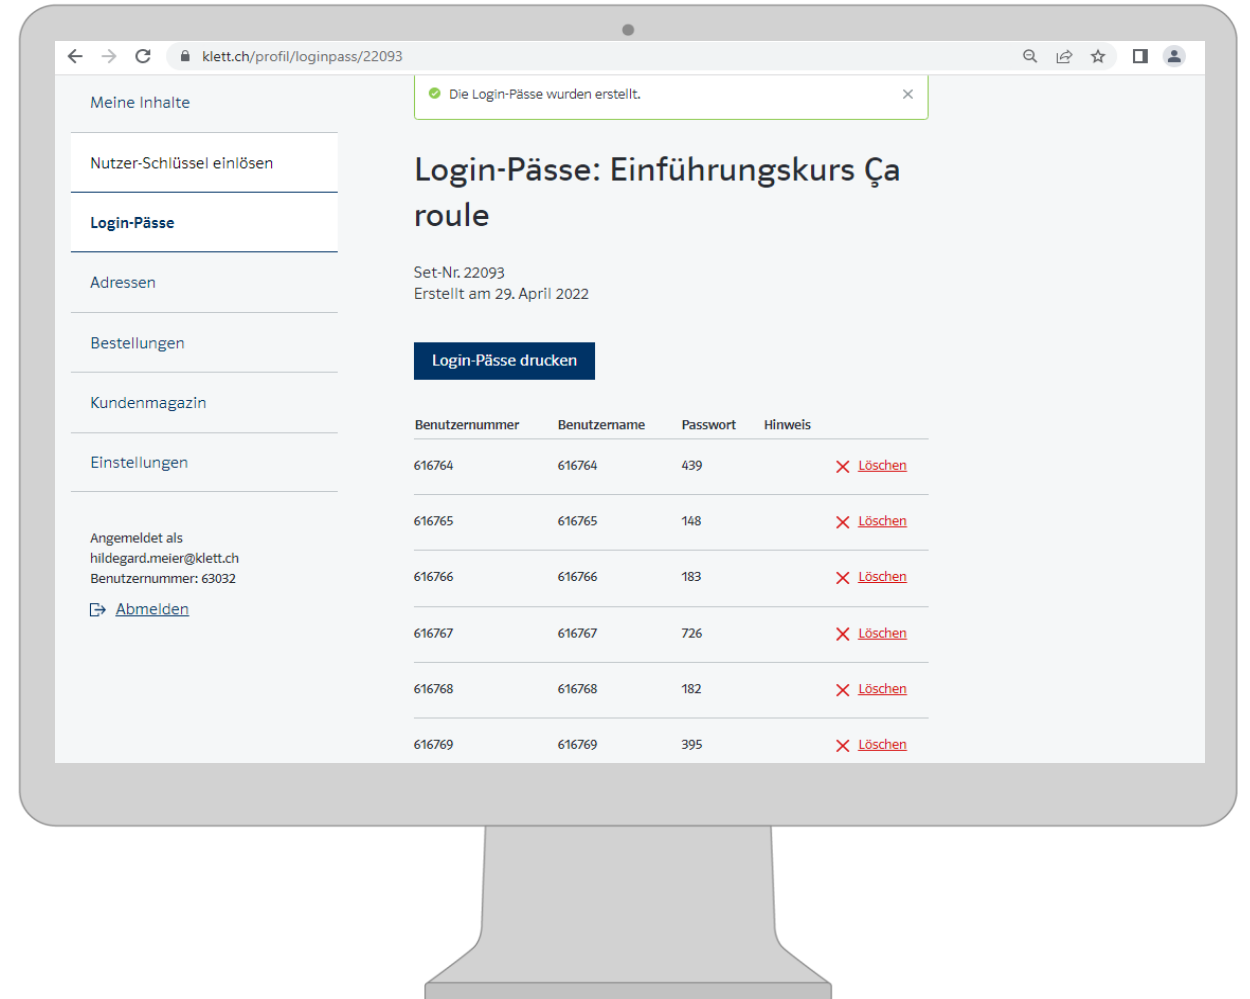 klett.ch/profil/loginpass/22093
Meine Inhalte
Nutzer-Schlüssel einlösen
Login-Pässe
Adressen
Bestellungen
Kundenmagazin
Einstellungen
Angemeldet als
hildegard.meier@klett.ch
Benutzernummer: 63032
Abmelden
Die Login-Pässe wurden erstellt.
Login-Pässe: Einführungskurs Ça
roule
Set-Nr. 22093
Erstellt am 29. April 2022
Login-Pässe drucken
Benutzernummer Benutzername Passwort Hinweis
616764 616764 439 Löschen
616765 616765 148 Löschen
616766 616766 183 Löschen
616767 616767 726 Löschen
616768 616768 182 Löschen
616769 616769 395 Löschen